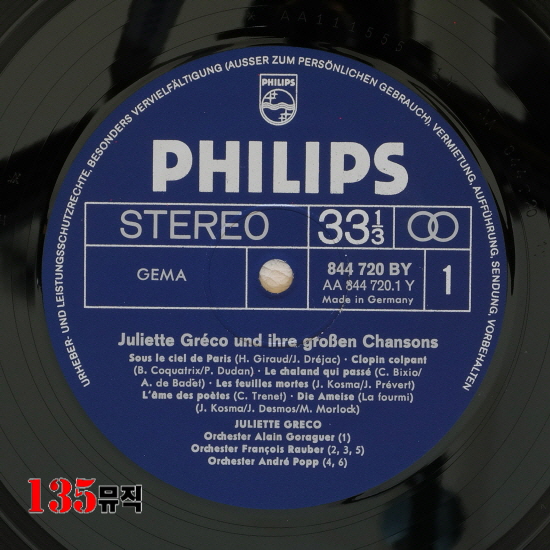 AA111555
URHEBER- UND LEISTUNGSSCHUTZRECHTE, BESONDERS VERVIELFÄLTIGUNG (AUSSER ZUM PERSÖNLICHEN GEBRAUCH), VERMIETUNG, AUFFÜHRUNG, SENDUNG, VORBEHALTEN
PHILIPS
PHILIPS
STEREO 33 1/3
GEMA
844 720 BY
AA 844 720.1 Y
Made in Germany
1
Juliette Gréco und ihre großen Chansons
Sous le ciel de Paris (H. Giraud/J. Dréjac) · Clopin colpant
(B. Coquatrix/P. Dudan) · Le chaland qui passé (C. Bixio/
A. de Badet) · Les feuilles mortes (J. Kosma/J. Prévert)
L'âme des poètes (C. Trenet) · Die Ameise (La fourmi)
(J. Kosma/J. Desmos/M. Morlock)
JULIETTE GRECO
Orchester Alain Goraguer (1)
Orchester François Rauber (2, 3, 5)
Orchester André Popp (4, 6)
135뮤직